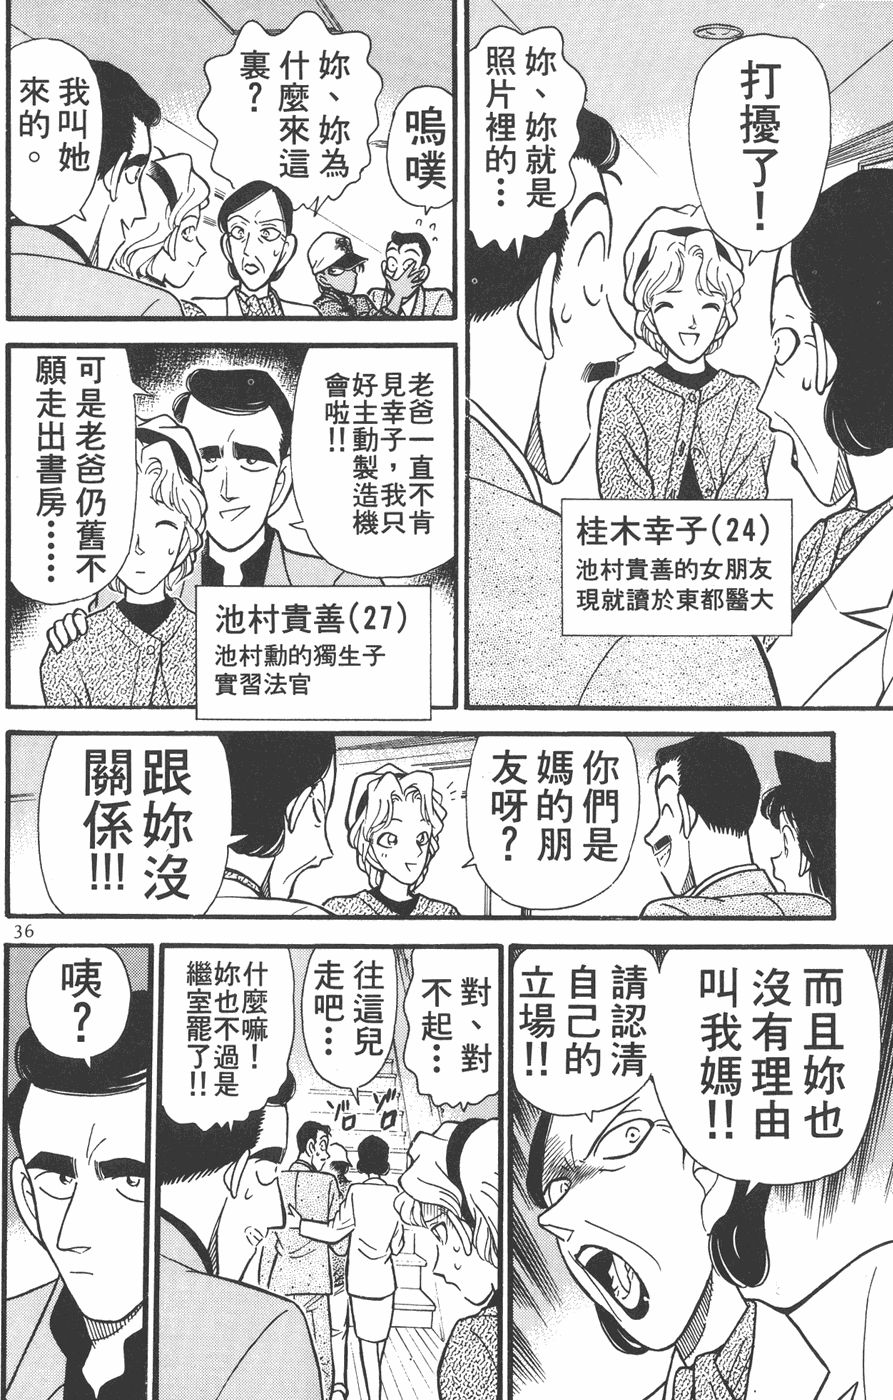 打擾了！
妳、妳就是
照片裡的…
桂木幸子(24)
池村貴善的女朋友
現就讀於東都醫大
嗚噗
妳、妳為
什麼來這
裏？
我叫她
來的。
老爸一直不肯
見幸子，我只
好主動製造機
會啦!!
可是老爸仍舊不
願走出書房……
池村貴善(27)
池村勳的獨生子
實習法官
你們是
媽的朋
友呀？
跟妳沒
關係!!!
36
而且妳也
沒有理由
叫我媽!!
請認清
自己的
立場!!
對、對
不起…
往這兒
走吧…
什麼嘛！
妳也不過是
繼室罷了!!
ゾロ
ゾロ
咦？